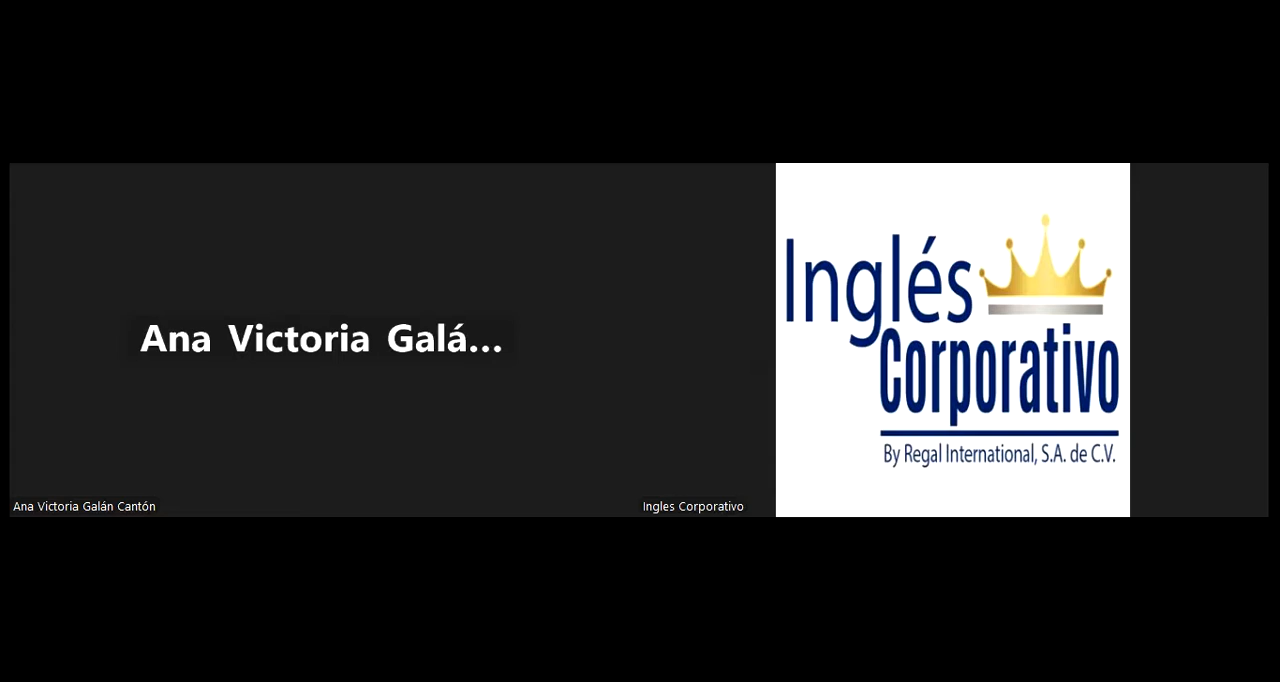 Ana Victoria Galá...
Ana Victoria Galán Cantón
Inglés
Corporativo
By Regal International, S.A. de C.V.
Ingles Corporativo